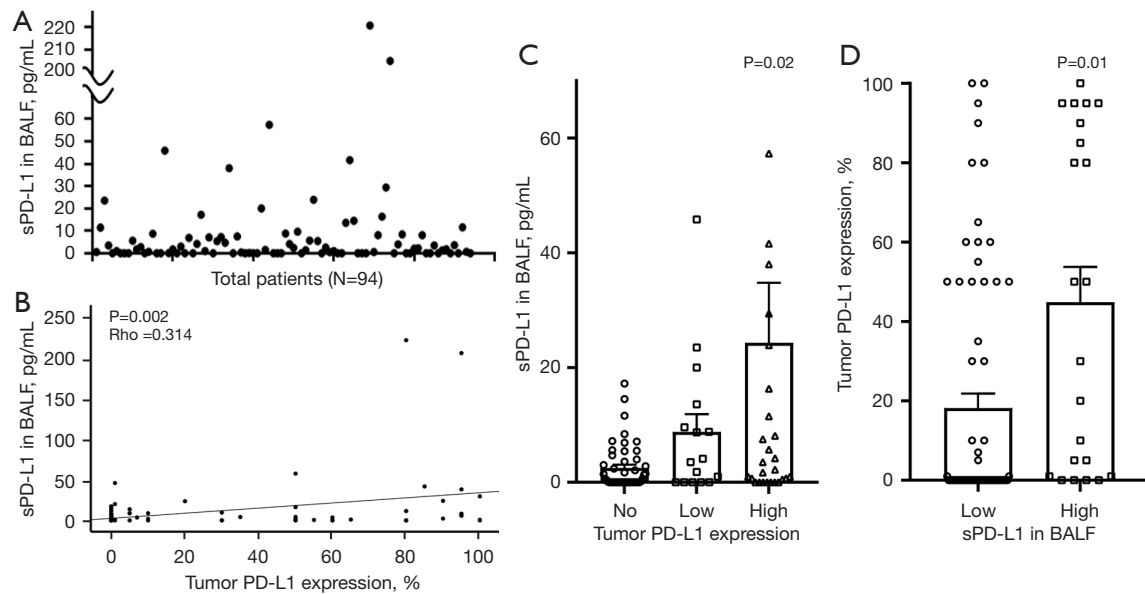 A
220
210
200
60
50
40
30
20
10
0
sPD-L1 in BALF, pg/mL
Total patients (N=94)
B
P=0.002
Rho =0.314
250
200
150
100
50
0
sPD-L1 in BALF, pg/mL
0 20 40 60 80 100
Tumor PD-L1 expression, %
C
P=0.02
60
40
20
0
sPD-L1 in BALF, pg/mL
No Low High
Tumor PD-L1 expression
D
P=0.01
100
80
60
40
20
0
Tumor PD-L1 expression, %
Low High
sPD-L1 in BALF